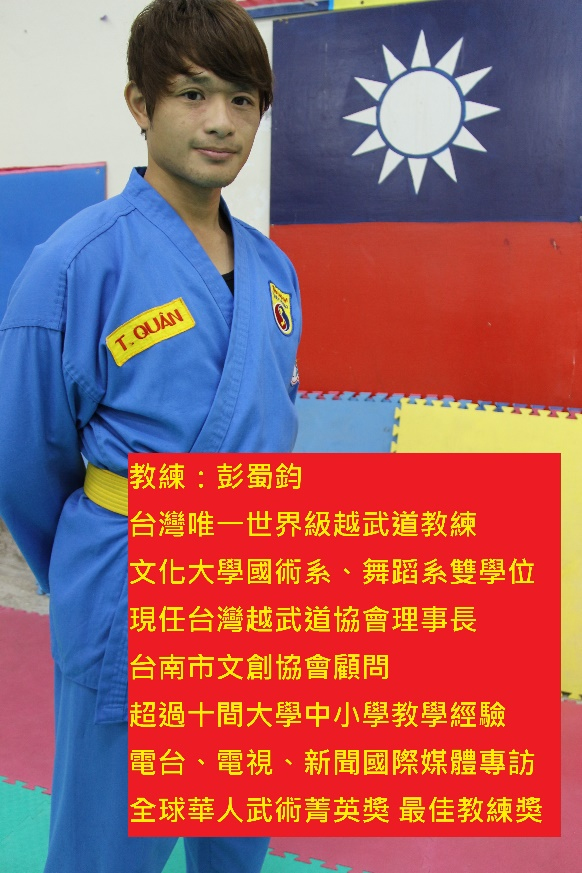 T. QUÂN
教練：彭蜀鈞
台灣唯一世界級越武道教練
文化大學國術系、舞蹈系雙學位
現任台灣越武道協會理事長
台南市文創協會顧問
超過十間大學中小學教學經驗
電台、電視、新聞國際媒體專訪
全球華人武術菁英獎 最佳教練獎